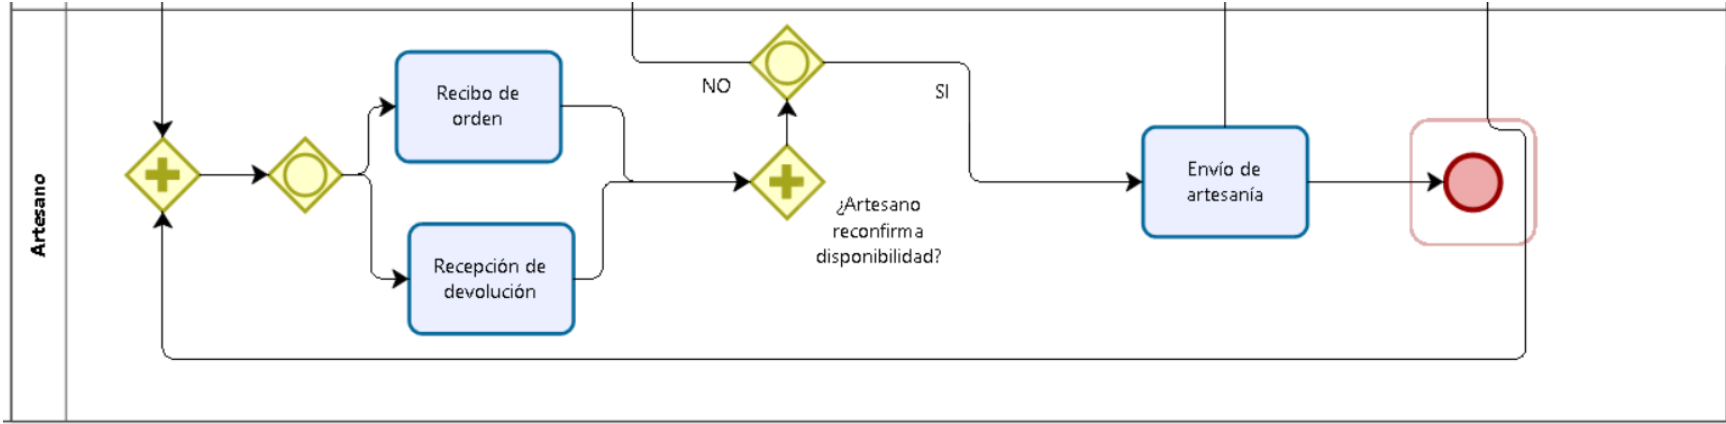 Artesano
Recibo de
orden
Recepción de
devolución
NO
SI
¿Artesano
reconfirma
disponibilidad?
Envío de
artesanía